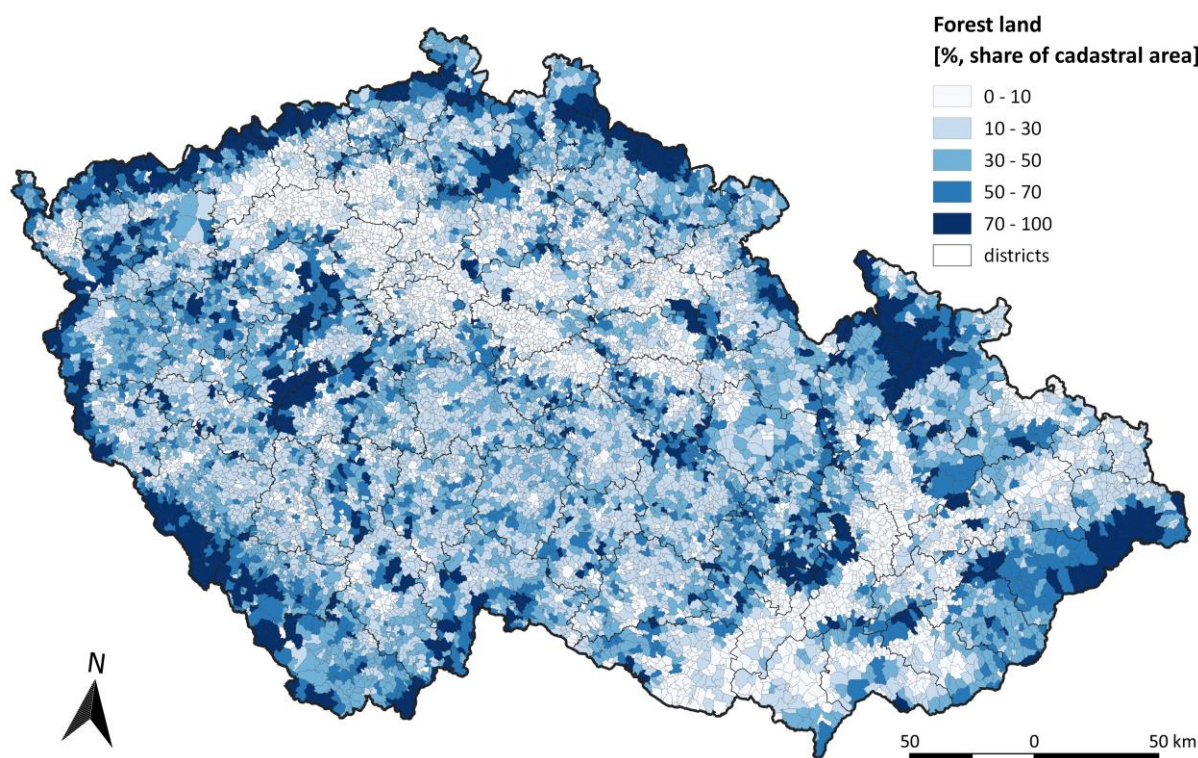 Forest land
[%, share of cadastral area]
0 - 10
10 - 30
30 - 50
50 - 70
70 - 100
districts
N
50 0 50 km